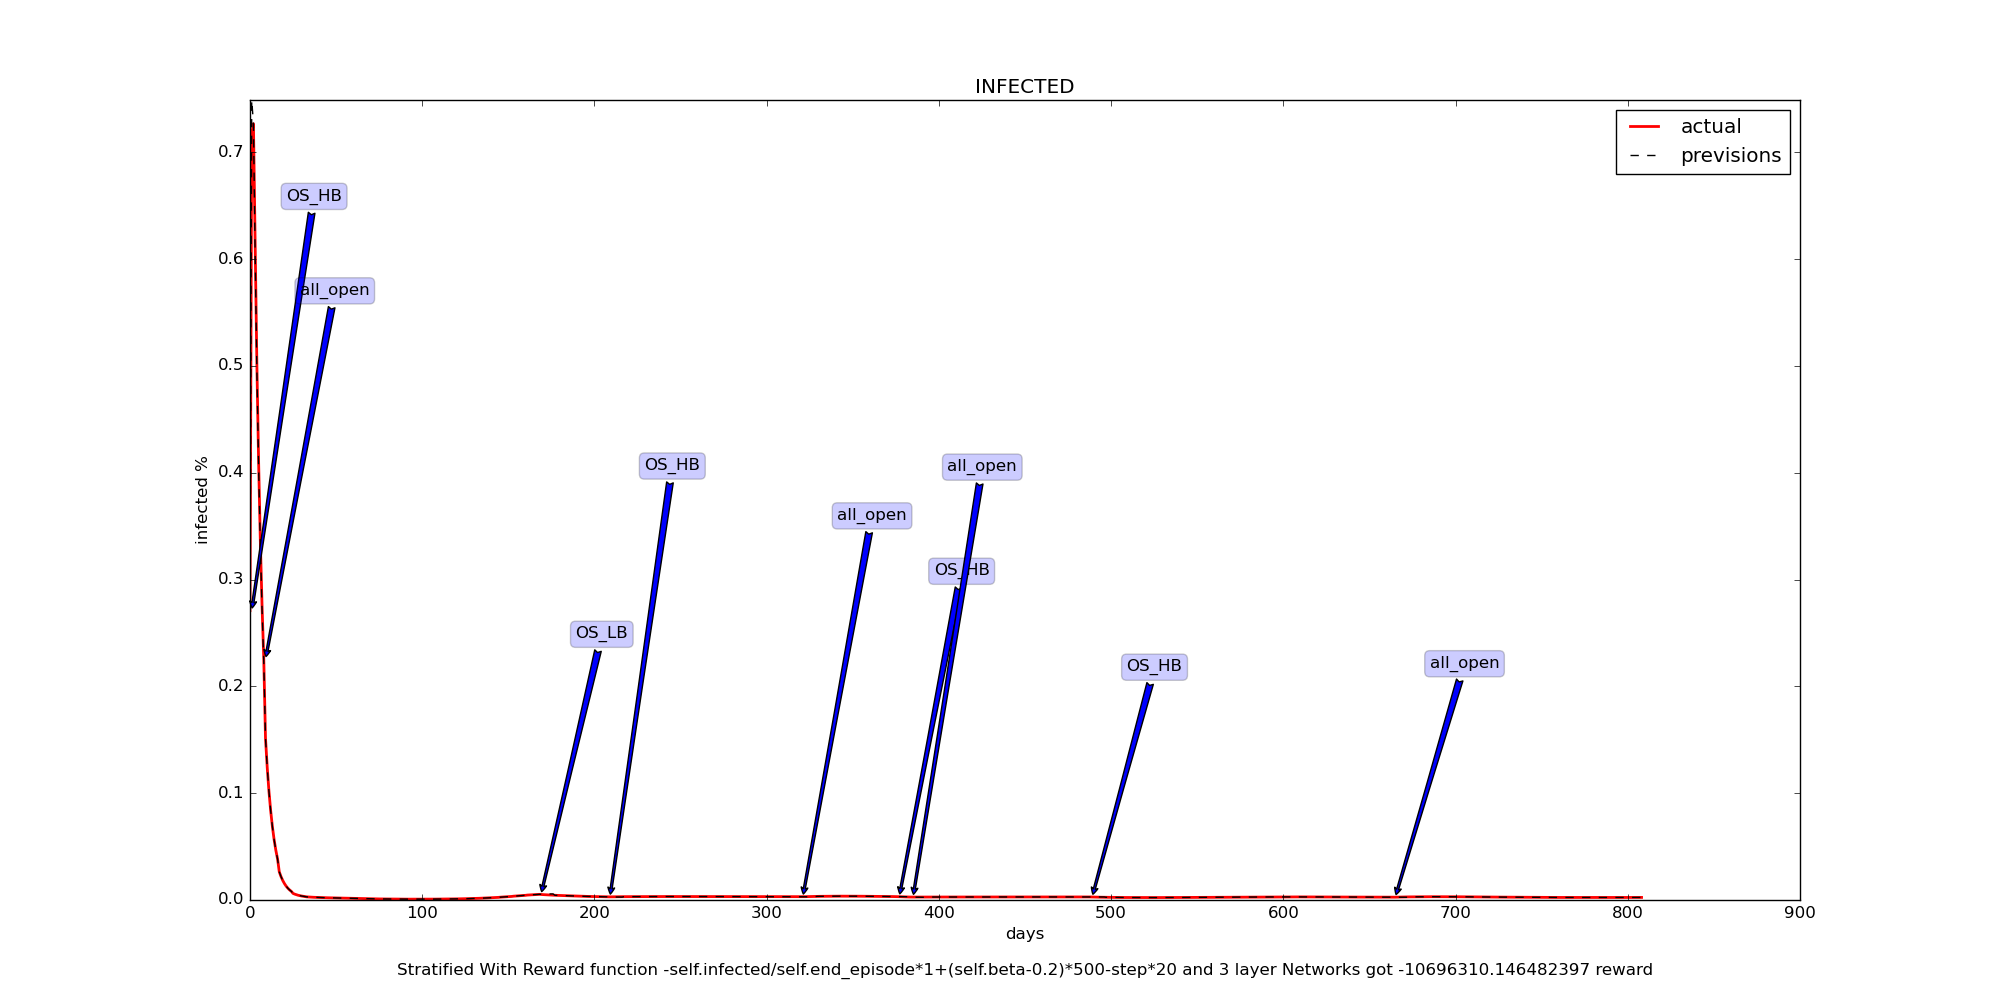 INFECTED
actual
previsions
OS_HB
all_open
OS_HB
all_open
all_open
OS_HB
OS_LB
OS_HB
all_open
infected %
0.7
0.6
0.5
0.4
0.3
0.2
0.1
0.0
0 100 200 300 400 500 600 700 800 900
days
Stratified With Reward function -self.infected/self.end_episode*1+(self.beta-0.2)*500-step*20 and 3 layer Networks got -10696310.146482397 reward